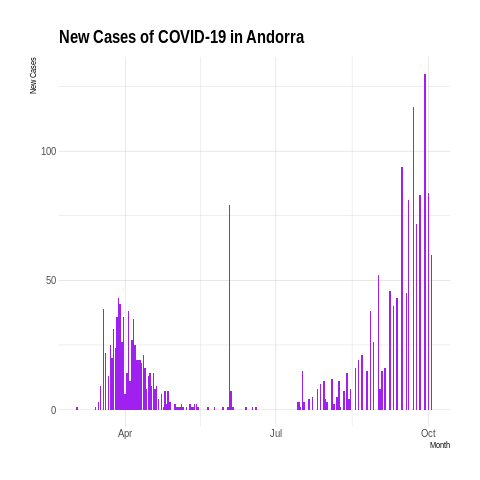 New Cases of COVID-19 in Andorra
New Cases
100
50
0
Apr
Jul
Oct
Month